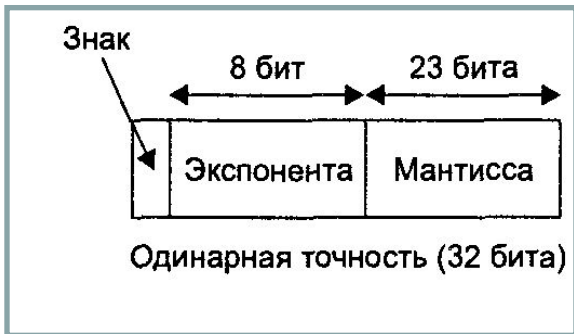 Знак
8 бит 23 бита
Экспонента Мантисса
Одинарная точность (32 бита)